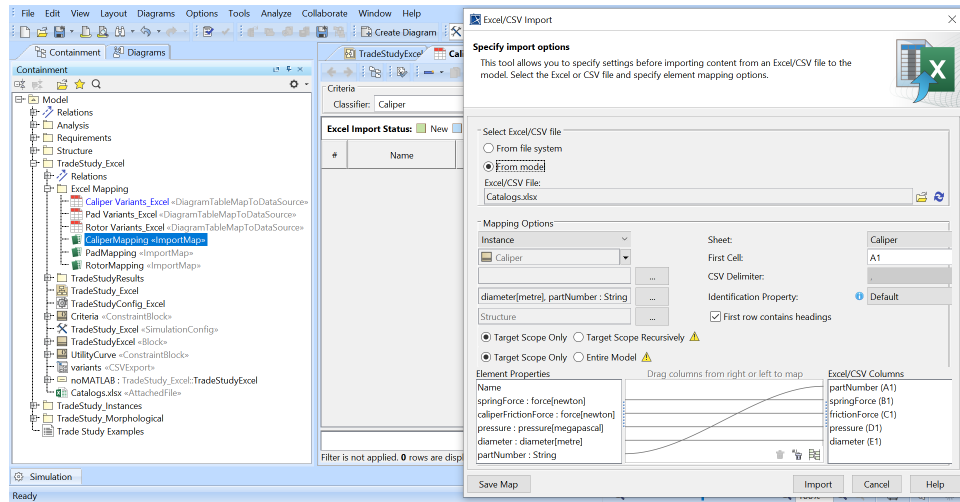 File Edit View Layout Diagrams Options Tools Analyze Collaborate Window Help
Create Diagram
Containment Diagrams
Containment
Model
Relations
Analysis
Requirements
Structure
TradeStudy_Excel
Relations
Excel Mapping
Caliper Variants_Excel «DiagramTableMapToDataSource»
Pad Variants_Excel «DiagramTableMapToDataSource»
Rotor Variants_Excel «DiagramTableMapToDataSource»
CaliperMapping «ImportMap»
PadMapping «ImportMap»
RotorMapping «ImportMap»
TradeStudyResults
TradeStudy_Excel
TradeStudyConfig_Excel
Criteria «ConstraintBlock»
TradeStudy_Excel «SimulationConfig»
TradeStudyExcel «Block»
UtilityCurve «ConstraintBlock»
variants «CSVExport»
noMATLAB : TradeStudy_Excel::TradeStudyExcel
Catalogs.xlsx «AttachedFile»
TradeStudy_Instances
TradeStudy_Morphological
Trade Study Examples
Simulation
Ready
TradeStudyExce Cal
Criteria
Classifier: Caliper
Excel Import Status: New
# Name
Filter is not applied. 0 rows are displ
Excel/CSV Import
Specify import options
This tool allows you to specify settings before importing content from an Excel/CSV file to the
model. Select the Excel or CSV file and specify element mapping options.
X
Select Excel/CSV file
From file system
From model
Excel/CSV File:
Catalogs.xlsx
Mapping Options
Instance Sheet: Caliper
Caliper First Cell: A1
... CSV Delimiter: ,
diameter[metre], partNumber : String ... Identification Property: Default
Structure ... First row contains headings
Target Scope Only Target Scope Recursively
Target Scope Only Entire Model
Element Properties Drag columns from right or left to map Excel/CSV Columns
Name partNumber (A1)
springForce : force[newton] springForce (B1)
caliperFrictionForce : force[newton] frictionForce (C1)
pressure : pressure[megapascal] pressure (D1)
diameter : diameter[metre] diameter (E1)
partNumber : String
Save Map Import Cancel Help